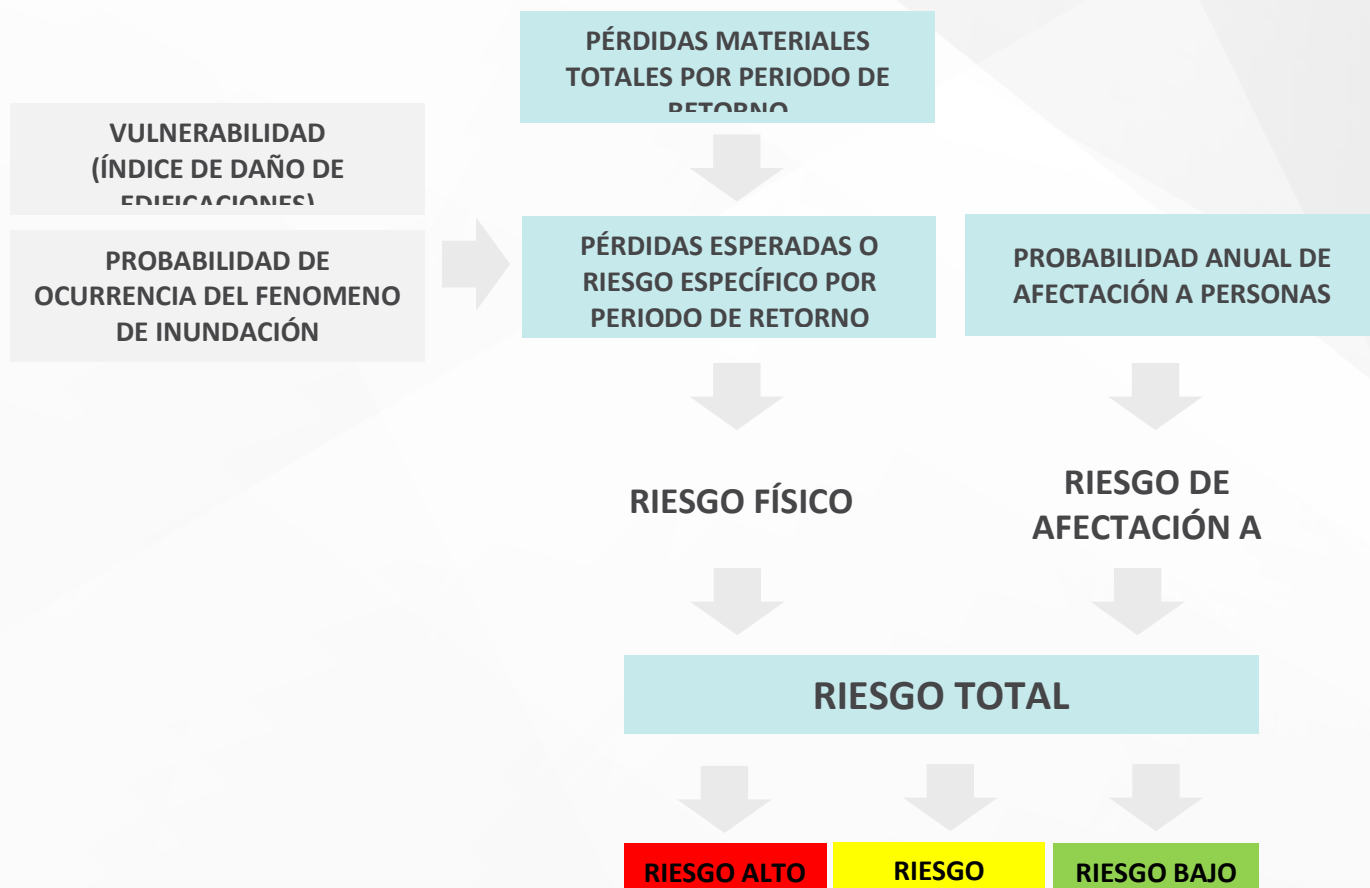 PÉRDIDAS MATERIALES
TOTALES POR PERIODO DE
RETORNO
VULNERABILIDAD
(ÍNDICE DE DAÑO DE
EDIFICACIONES)
PROBABILIDAD DE
OCURRENCIA DEL FENOMENO
DE INUNDACIÓN
PÉRDIDAS ESPERADAS O
RIESGO ESPECÍFICO POR
PERIODO DE RETORNO
PROBABILIDAD ANUAL DE
AFECTACIÓN A PERSONAS
RIESGO FÍSICO
RIESGO DE
AFECTACIÓN A
RIESGO TOTAL
RIESGO ALTO
RIESGO
RIESGO BAJO